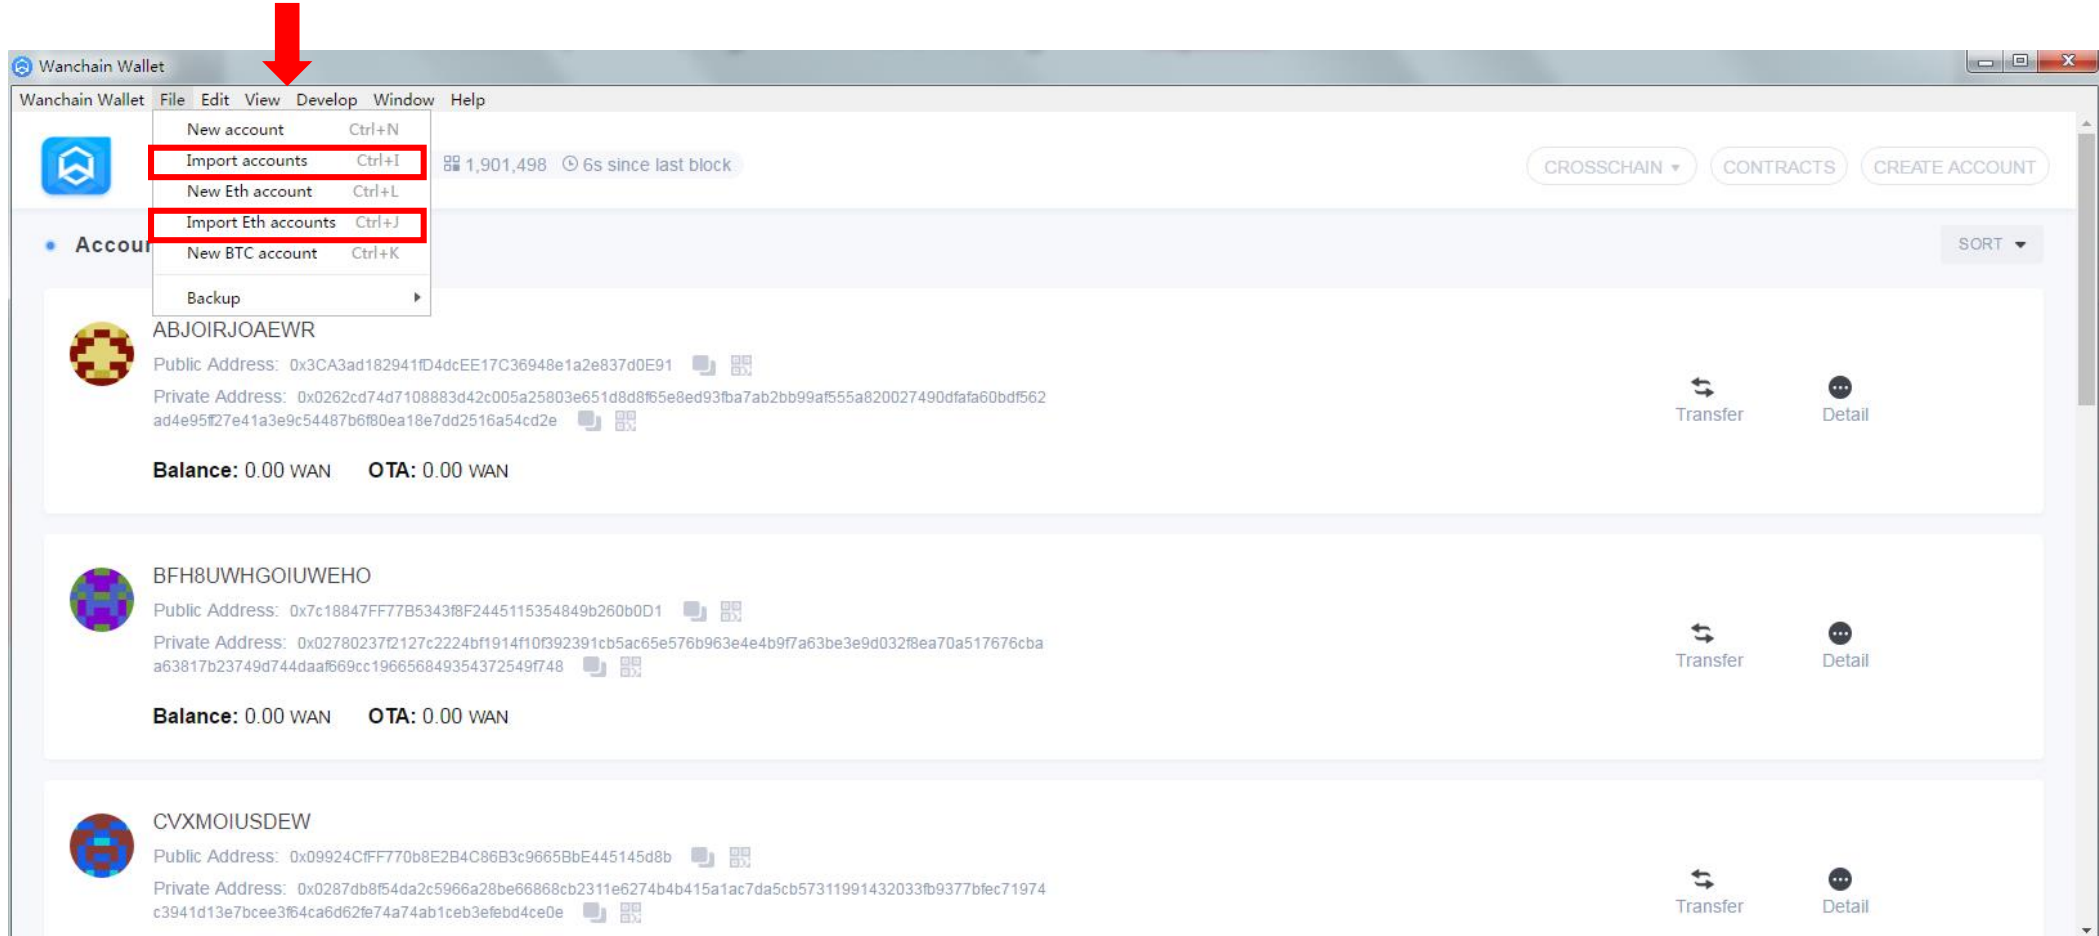 Wanchain Wallet
Wanchain Wallet File Edit View Develop Window Help
New account Ctrl+N
Import accounts Ctrl+I
New Eth account Ctrl+L
Import Eth accounts Ctrl+J
New BTC account Ctrl+K
Backup
1,901,498 6s since last block
CROSSCHAIN CONTRACTS CREATE ACCOUNT
Accou
SORT
ABJOIRJOAEWR
Public Address: 0x3CA3ad182941fD4dcEE17C36948e1a2e837d0E91
Private Address: 0x0262cd74d7108883d42c005a25803e651d8d8f65e8ed93fba7ab2bb99af555a820027490dfafa60bdf562
ad4e95ff27e41a3e9c54487b6f80ea18e7dd2516a54cd2e
Transfer Detail
Balance: 0.00 WAN OTA: 0.00 WAN
BFH8UWHGOIUWEHO
Public Address: 0x7c18847FF77B5343f8F2445115354849b260b0D1
Private Address: 0x02780237f2127c2224bf1914f10f392391cb5ac65e576b963e4e4b9f7a63be3e9d032f8ea70a517676cba
a63817b23749d744daaf669cc196656849354372549f748
Transfer Detail
Balance: 0.00 WAN OTA: 0.00 WAN
CVXMOIUSDEW
Public Address: 0x09924CfFF770b8E2B4C86B3c9665BbE445145d8b
Private Address: 0x0287db8f54da2c5966a28be66868cb2311e6274b4b415a1ac7da5cb57311991432033fb9377bfec71974
c3941d13e7bcee3f64ca6d62fe74a74ab1ceb3efebd4ce0e
Transfer Detail